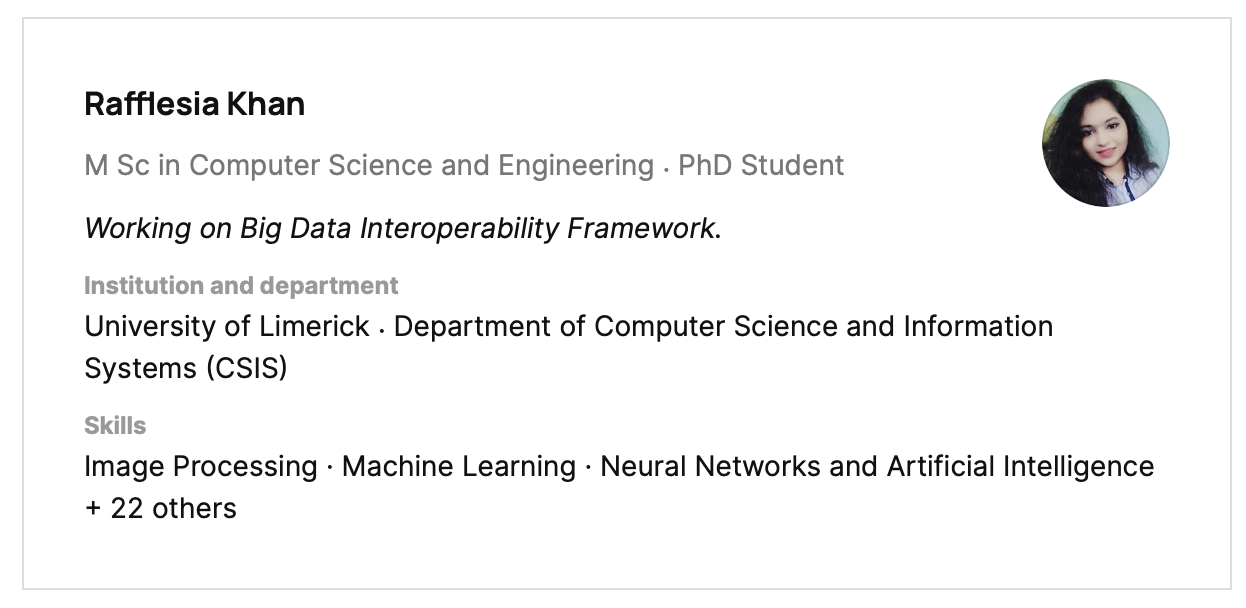 Rafflesia Khan
M Sc in Computer Science and Engineering · PhD Student
Working on Big Data Interoperability Framework.
Institution and department
University of Limerick · Department of Computer Science and Information
Systems (CSIS)
Skills
Image Processing · Machine Learning · Neural Networks and Artificial Intelligence
+ 22 others